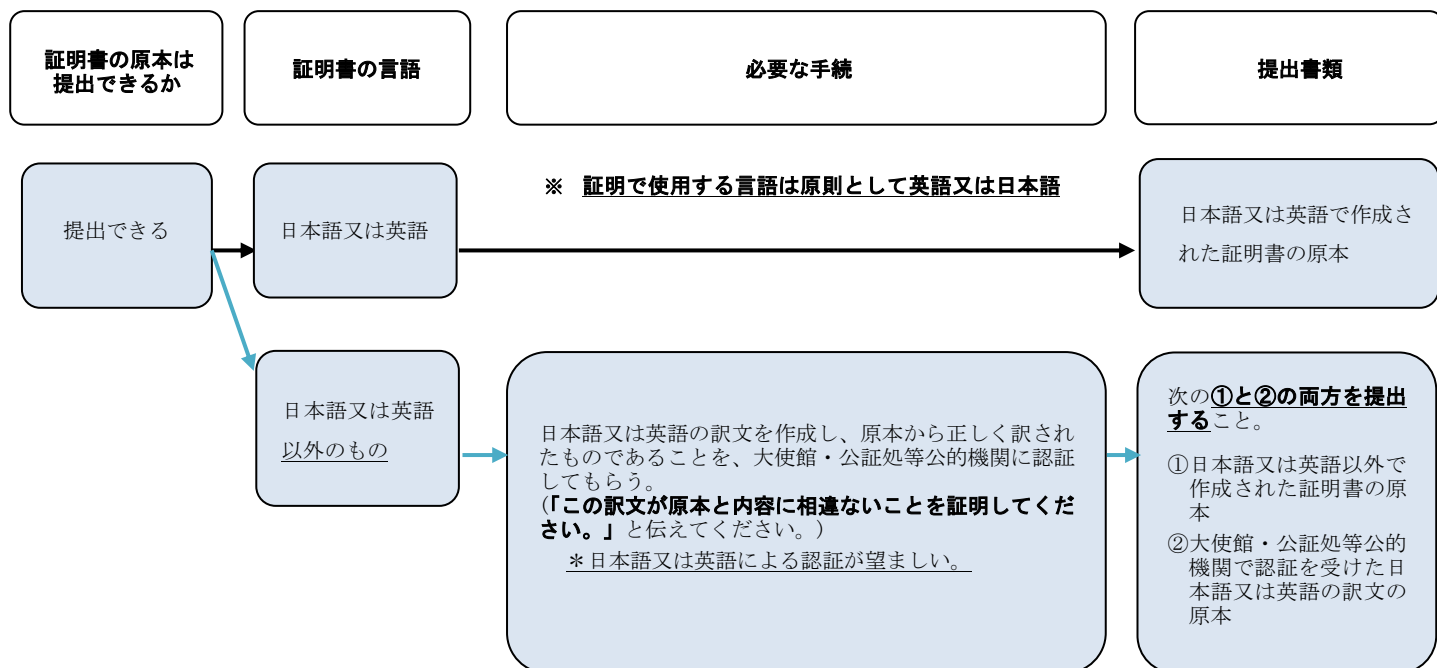 証明書の原本は
提出できるか
証明書の言語
必要な手続
提出書類
提出できる
日本語又は英語
※ 証明で使用する言語は原則として英語又は日本語
日本語又は英語で作成さ
れた証明書の原本
日本語又は英語
以外のもの
日本語又は英語の訳文を作成し、原本から正しく訳され
たものであることを、大使館・公証処等公的機関に認証
してもらう。
(「この訳文が原本と内容に相違ないことを証明してくだ
さい。」と伝えてください。)
＊日本語又は英語による認証が望ましい。
次の①と②の両方を提出
すること。
①日本語又は英語以外で
作成された証明書の原
本
②大使館・公証処等公的
機関で認証を受けた日
本語又は英語の訳文の
原本